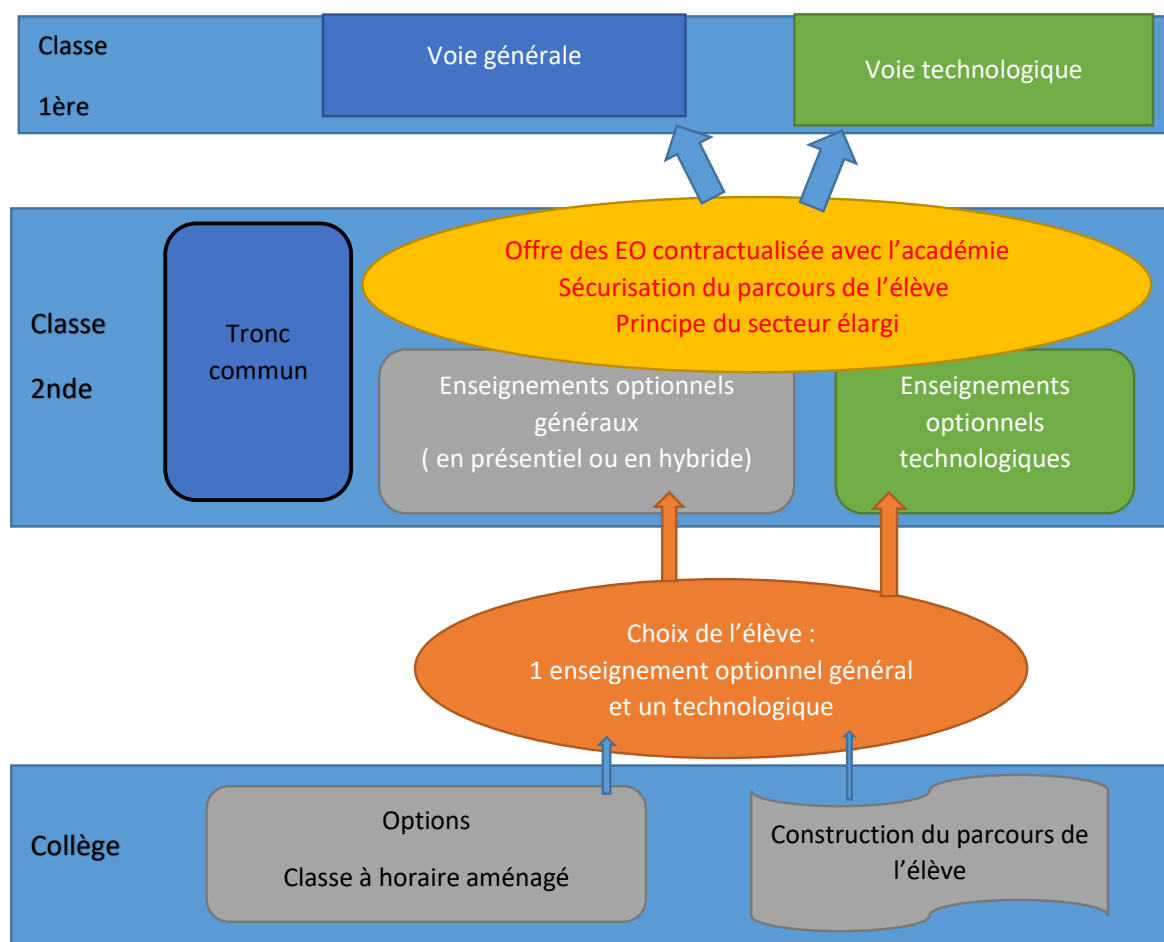 Classe
1ère
Voie générale
Voie technologique
Offre des EO contractualisée avec l’académie
Sécurisation du parcours de l’élève
Principe du secteur élargi
Classe
2nde
Tronc
commun
Enseignements optionnels
généraux
( en présentiel ou en hybride)
Enseignements
optionnels
technologiques
Choix de l’élève :
1 enseignement optionnel général
et un technologique
Collège
Options
Classe à horaire aménagé
Construction du parcours de
l’élève